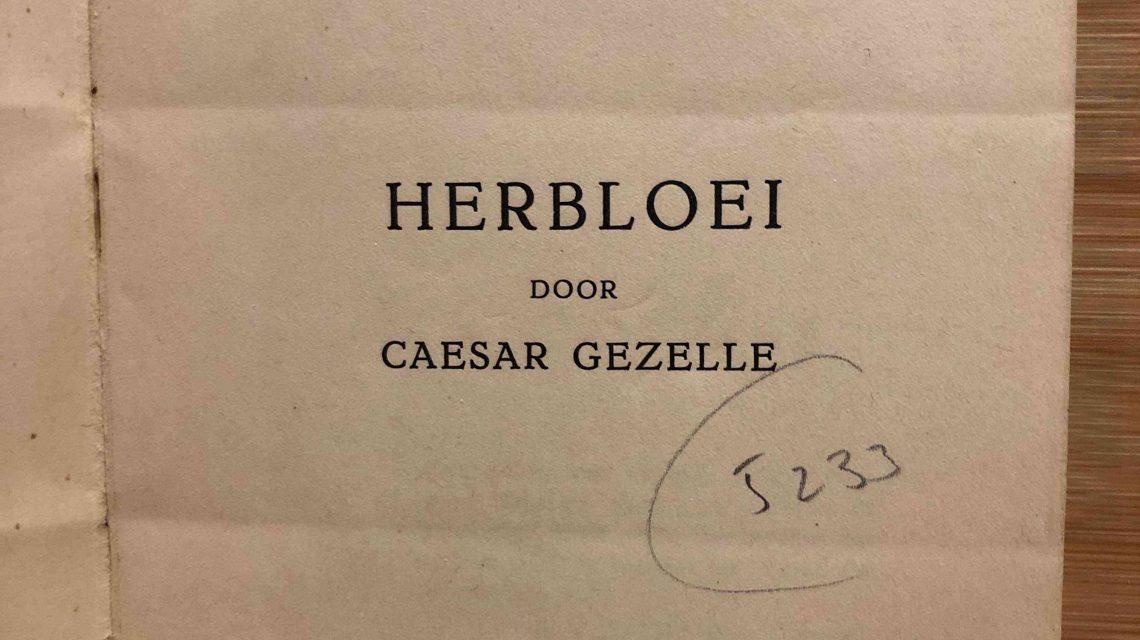 HERBLOEI
DOOR
CAESAR GEZELLE
5233